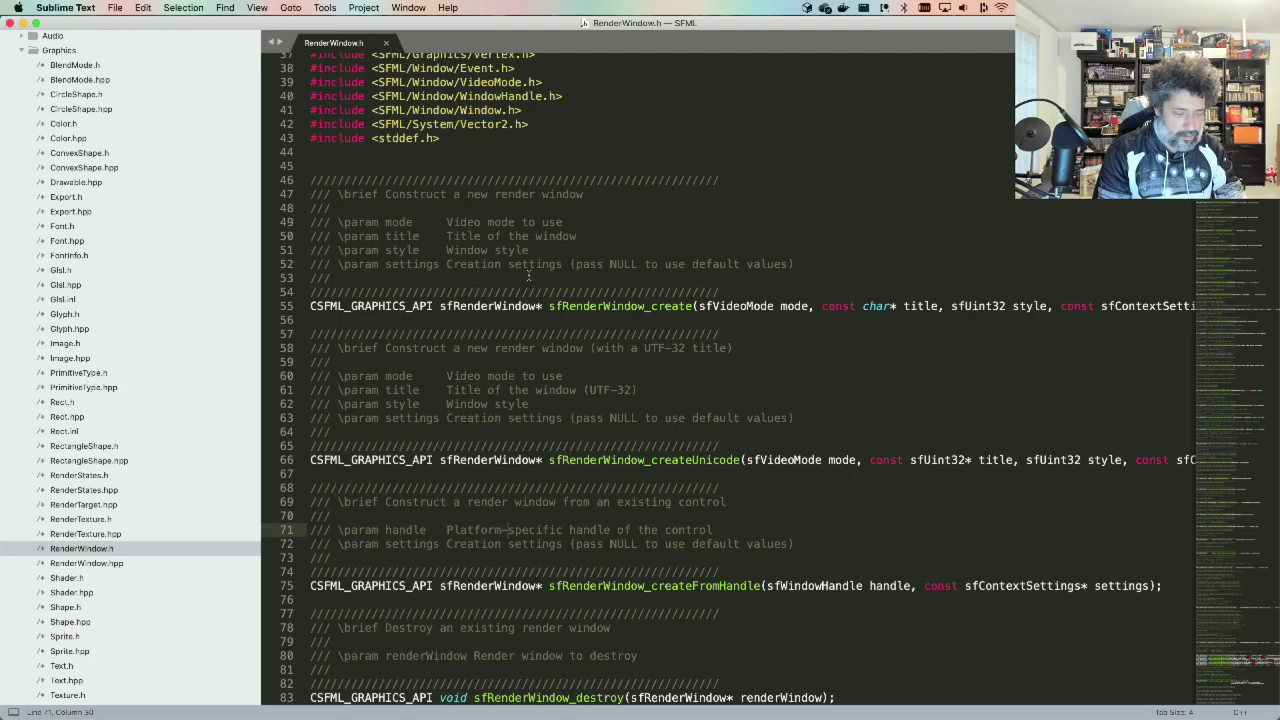 Sublime Text File Edit Selection Find View Goto Tools Project Window Help
RenderWindow.h — SFML
Audio
Graphics
BlendMode.h
BlendMode.hpp
CircleShape.h
CircleShape.hpp
Color.h
Color.hpp
ConvexShape.h
ConvexShape.hpp
Drawable.hpp
Export.h
Export.hpp
Font.h
Font.hpp
FontInfo.h
Glsl.h
Glsl.hpp
Glsl.inl
Glyph.h
Glyph.hpp
Image.h
Image.hpp
PrimitiveType.h
PrimitiveType.hpp
Rect.h
Rect.hpp
Rect.inl
RectangleShape.h
RectangleShape.hpp
RenderStates.h
RenderStates.hpp
RenderTarget.hpp
RenderTexture.h
RenderTexture.hpp
RenderWindow.h
RenderWindow.hpp
Shader.h
Shader.hpp
Shape.h
Shape.hpp
Sprite.h
Sprite.hpp
Text.h
Text.hpp
Texture.h
RenderWindow.h
37 #include <SFML/Graphics/Vertex.h>
38 #include <SFML/Window/Event.h>
39 #include <SFML/Window/VideoMode.h>
40 #include <SFML/Window/WindowHandle.h>
41 #include <SFML/Window/Window.h>
42 #include <SFML/System/Vector2.h>
43 #include <stddef.h>
44
45
46 ////////////////////////////////////////////////////////////
47 /// \brief Construct a new render window
48 ///
49 /// \param mode Video mode to use
50 /// \param title Title of the window
51 /// \param style Window style
52 /// \param settings Creation settings (pass NULL to use default values)
53 ///
54 ////////////////////////////////////////////////////////////
55 CSFML_GRAPHICS_API sfRenderWindow* sfRenderWindow_create(sfVideoMode mode, const char* title, sfUint32 style, const sfContextSetti
56
57 ////////////////////////////////////////////////////////////
58 /// \brief Construct a new render window (with a UTF-32 title)
59 ///
60 /// \param mode Video mode to use
61 /// \param title Title of the window (UTF-32)
62 /// \param style Window style
63 /// \param settings Creation settings (pass NULL to use default values)
64 ///
65 ////////////////////////////////////////////////////////////
66 CSFML_GRAPHICS_API sfRenderWindow* sfRenderWindow_createUnicode(sfVideoMode mode, const sfUint32* title, sfUint32 style, const sfC
67
68 ////////////////////////////////////////////////////////////
69 /// \brief Construct a render window from an existing control
70 ///
71 /// \param handle Platform-specific handle of the control
72 /// \param settings Creation settings (pass NULL to use default values)
73 ///
74 ////////////////////////////////////////////////////////////
75 CSFML_GRAPHICS_API sfRenderWindow* sfRenderWindow_createFromHandle(sfWindowHandle handle, const sfContextSettings* settings);
76
77 ////////////////////////////////////////////////////////////
78 /// \brief Destroy an existing render window
79 ///
80 /// \param renderWindow Render window to destroy
81 ///
82 ////////////////////////////////////////////////////////////
83 CSFML_GRAPHICS_API void sfRenderWindow_destroy(sfRenderWindow* renderWindow);
Line 71, Column 30
Tab Size: 4
C++